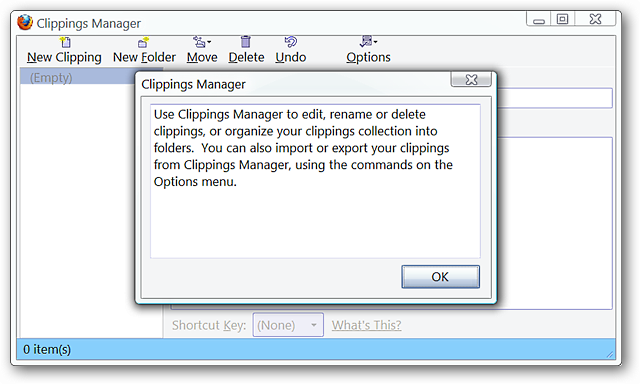 Clippings Manager
New Clipping New Folder Move Delete Undo Options
(Empty)
Clippings Manager
Use Clippings Manager to edit, rename or delete
clippings, or organize your clippings collection into
folders.  You can also import or export your clippings
from Clippings Manager, using the commands on the
Options menu.
OK
Shortcut Key: (None) What's This?
0 item(s)